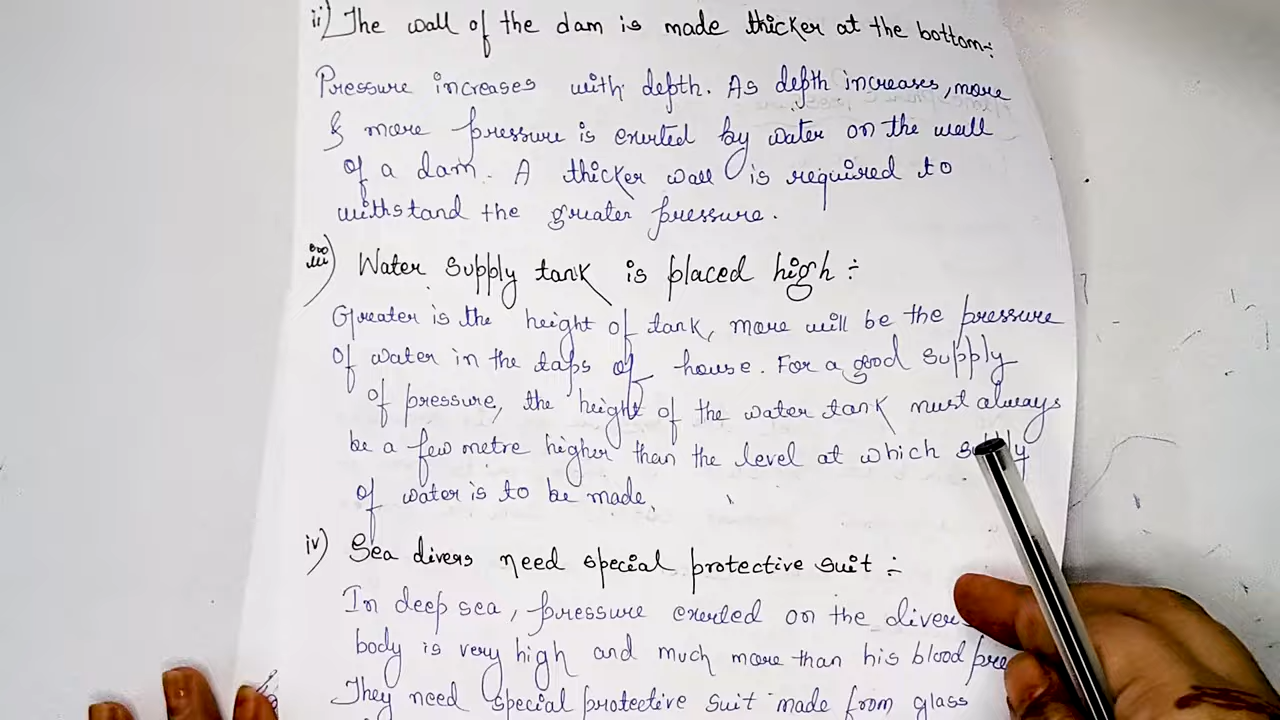 ii) The wall of the dam is made thicker at the bottom:-
Pressure increases with depth. As depth increases, more
& more pressure is exerted by water on the wall
of a dam. A thicker wall is required to
withstand the greater pressure.
iii) Water supply tank is placed high :-
Greater is the height of tank, more will be the pressure
of water in the taps of house. For a good supply
of pressure, the height of the water tank must always
be a few metre higher than the level at which supply
of water is to be made.
iv) Sea divers need special protective suit :-
In deep sea, pressure exerted on the diver
body is very high and much more than his blood pre
They need special protective suit made from glass